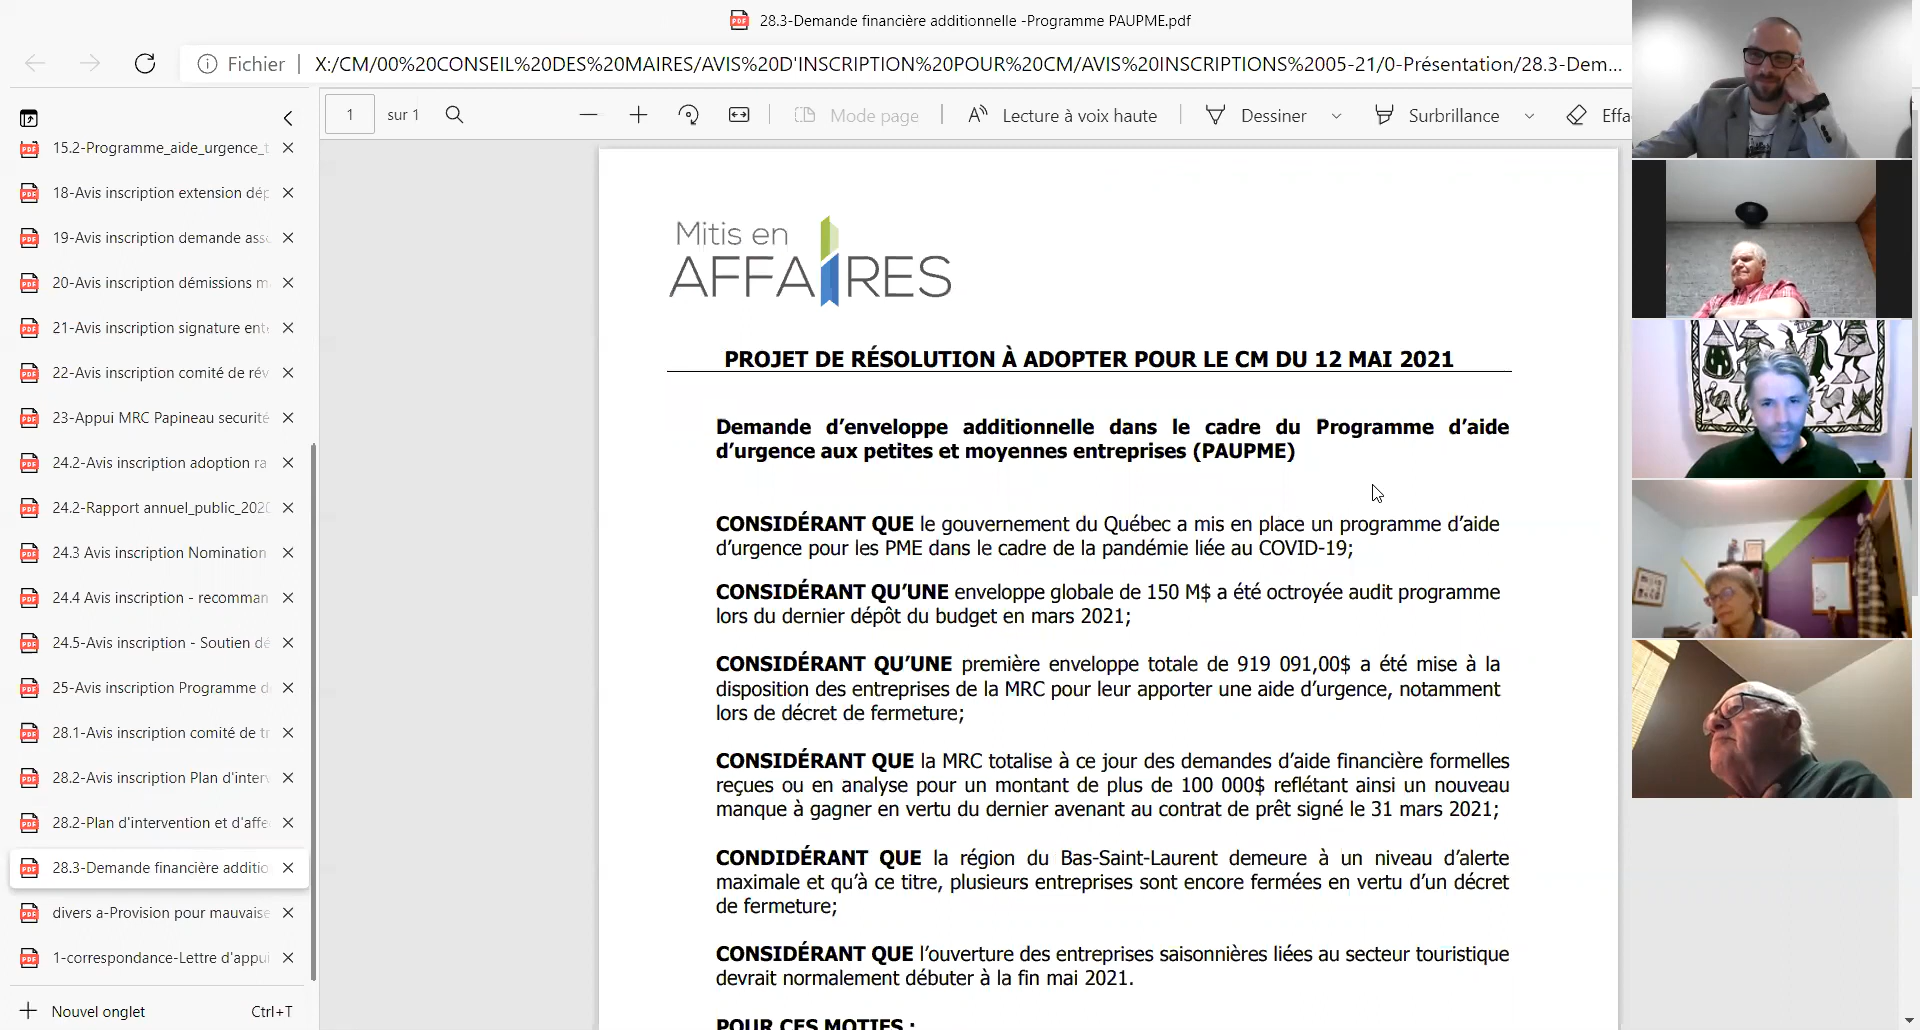 28.3-Demande financière additionnelle -Programme PAUPME.pdf
Fichier
X:/CM/00%20CONSEIL%20DES%20MAIRES/AVIS%20D'INSCRIPTION%20POUR%20CM/AVIS%20INSCRIPTIONS%2005-21/0-Présentation/28.3-Dem...
1 sur 1
Mode page
Lecture à voix haute
Dessiner
Surbrillance
Effa
15.2-Programme_aide_urgence_t
18-Avis inscription extension dép
19-Avis inscription demande asso
20-Avis inscription démissions m
21-Avis inscription signature ent
22-Avis inscription comité de rév
23-Appui MRC Papineau securité
24.2-Avis inscription adoption ra
24.2-Rapport annuel_public_2020
24.3 Avis inscription Nomination
24.4 Avis inscription - recomman
24.5-Avis inscription - Soutien dé
25-Avis inscription Programme d
28.1-Avis inscription comité de tr
28.2-Avis inscription Plan d'interv
28.2-Plan d'intervention et d'affe
28.3-Demande financière additio
divers a-Provision pour mauvaise
1-correspondance-Lettre d'appui
Nouvel onglet Ctrl+T
Mitis en
AFFAIRES
PROJET DE RÉSOLUTION À ADOPTER POUR LE CM DU 12 MAI 2021
Demande d'enveloppe additionnelle dans le cadre du Programme d'aide
d'urgence aux petites et moyennes entreprises (PAUPME)
CONSIDÉRANT QUE le gouvernement du Québec a mis en place un programme d'aide
d'urgence pour les PME dans le cadre de la pandémie liée au COVID-19;
CONSIDÉRANT QU'UNE enveloppe globale de 150 M$ a été octroyée audit programme
lors du dernier dépôt du budget en mars 2021;
CONSIDÉRANT QU'UNE première enveloppe totale de 919 091,00$ a été mise à la
disposition des entreprises de la MRC pour leur apporter une aide d'urgence, notamment
lors de décret de fermeture;
CONSIDÉRANT QUE la MRC totalise à ce jour des demandes d'aide financière formelles
reçues ou en analyse pour un montant de plus de 100 000$ reflétant ainsi un nouveau
manque à gagner en vertu du dernier avenant au contrat de prêt signé le 31 mars 2021;
CONDIDÉRANT QUE la région du Bas-Saint-Laurent demeure à un niveau d'alerte
maximale et qu'à ce titre, plusieurs entreprises sont encore fermées en vertu d'un décret
de fermeture;
CONSIDÉRANT QUE l'ouverture des entreprises saisonnières liées au secteur touristique
devrait normalement débuter à la fin mai 2021.
POUR CES MOTIFS :